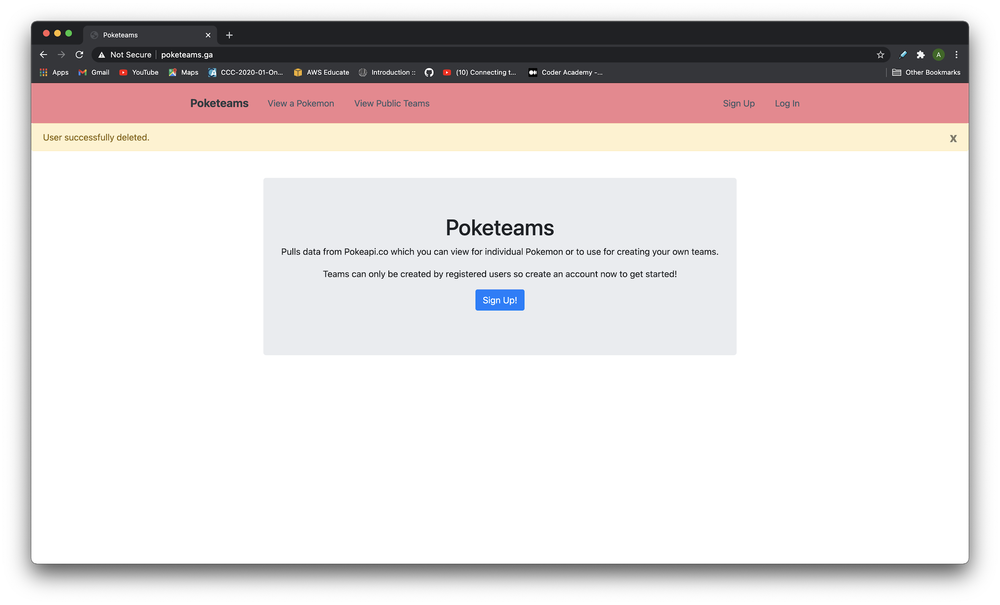 Poketeams
Not Secure poketeams.ga
Apps Gmail YouTube Maps CCC-2020-01-On... AWS Educate Introduction :: (10) Connecting t... Coder Academy -... Other Bookmarks
Poketeams View a Pokemon View Public Teams Sign Up Log In
User successfully deleted. x
Poketeams
Pulls data from Pokeapi.co which you can view for individual Pokemon or to use for creating your own teams.
Teams can only be created by registered users so create an account now to get started!
Sign Up!